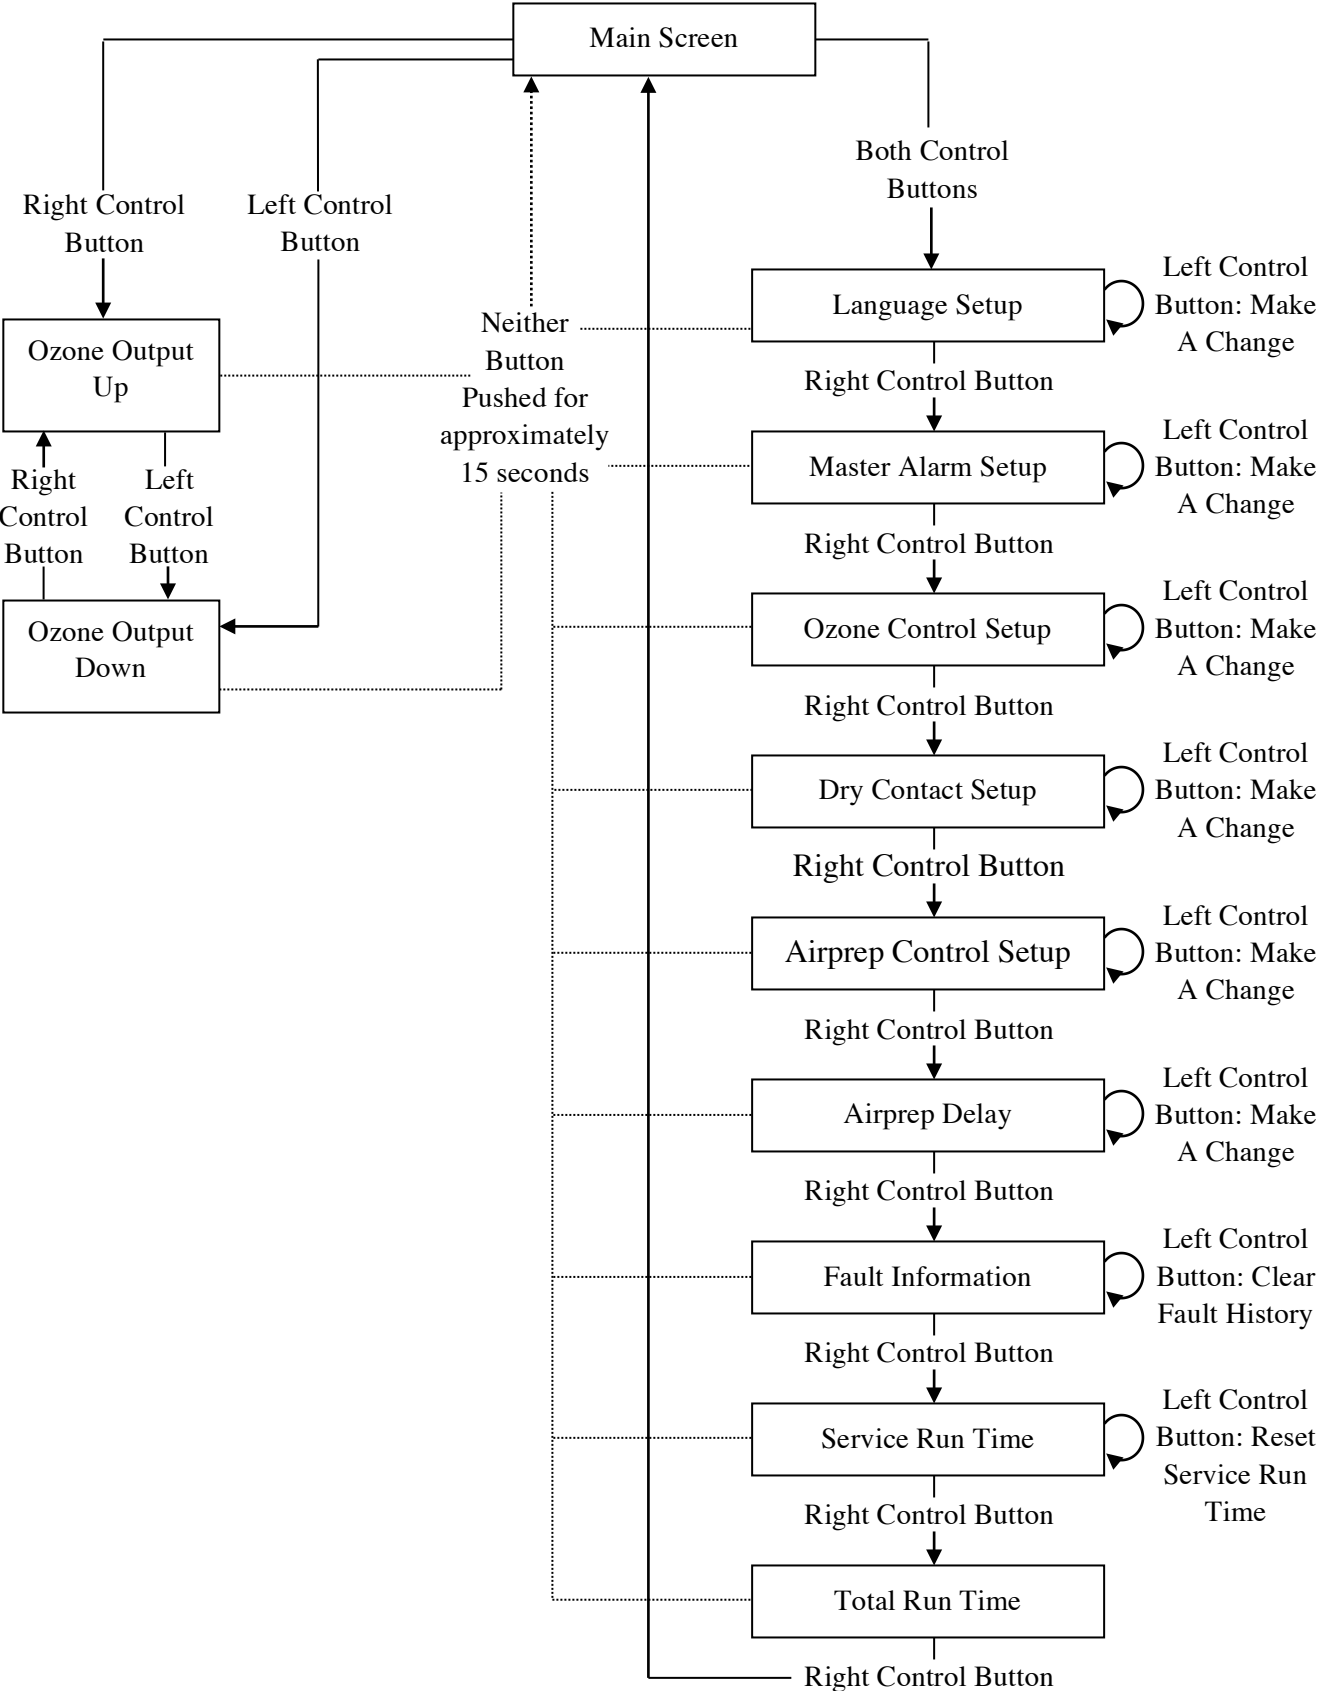 Main Screen
Both Control
Buttons
Right Control
Button
Left Control
Button
Neither
Button
Pushed for
approximately
15 seconds
Ozone Output
Up
Right
Control
Button
Left
Control
Button
Ozone Output
Down
Language Setup
Left Control
Button: Make
A Change
Right Control Button
Master Alarm Setup
Left Control
Button: Make
A Change
Right Control Button
Ozone Control Setup
Left Control
Button: Make
A Change
Right Control Button
Dry Contact Setup
Left Control
Button: Make
A Change
Right Control Button
Airprep Control Setup
Left Control
Button: Make
A Change
Right Control Button
Airprep Delay
Left Control
Button: Make
A Change
Right Control Button
Fault Information
Left Control
Button: Clear
Fault History
Right Control Button
Service Run Time
Left Control
Button: Reset
Service Run
Time
Right Control Button
Total Run Time
Right Control Button